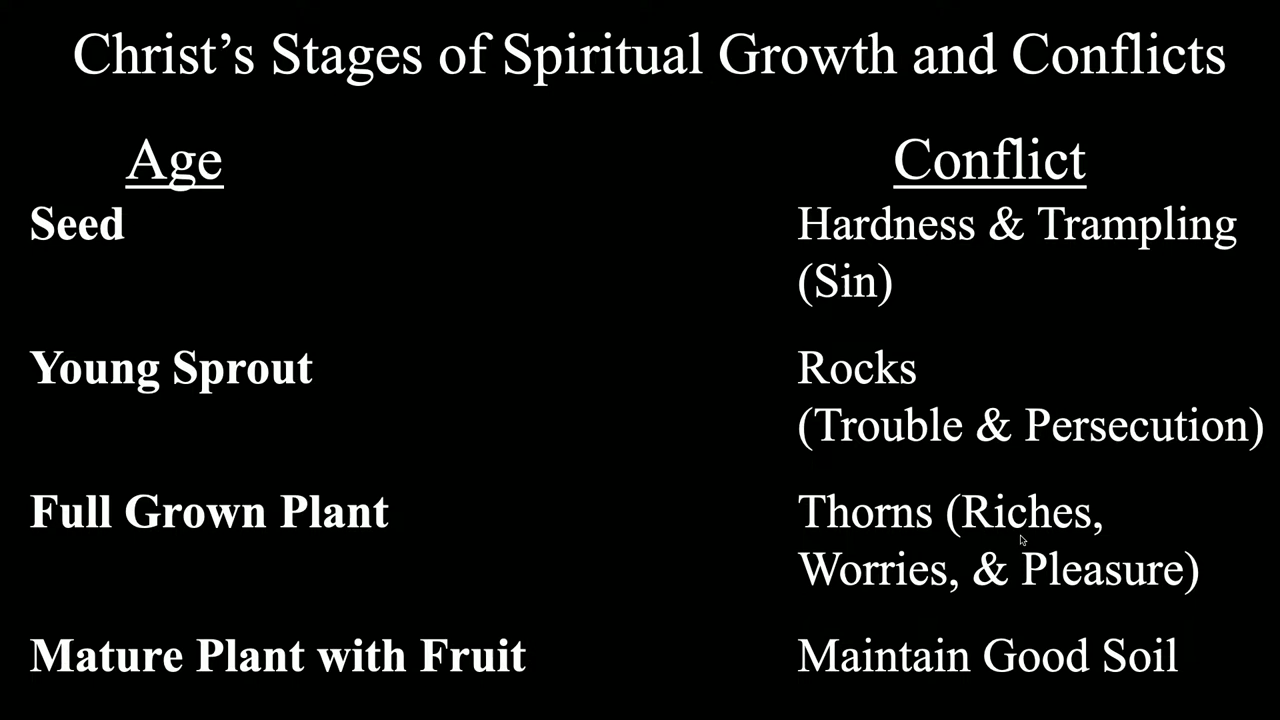 Christ’s Stages of Spiritual Growth and Conflicts
Age
Conflict
Seed
Hardness & Trampling
(Sin)
Young Sprout
Rocks
(Trouble & Persecution)
Full Grown Plant
Thorns (Riches,
Worries, & Pleasure)
Mature Plant with Fruit
Maintain Good Soil